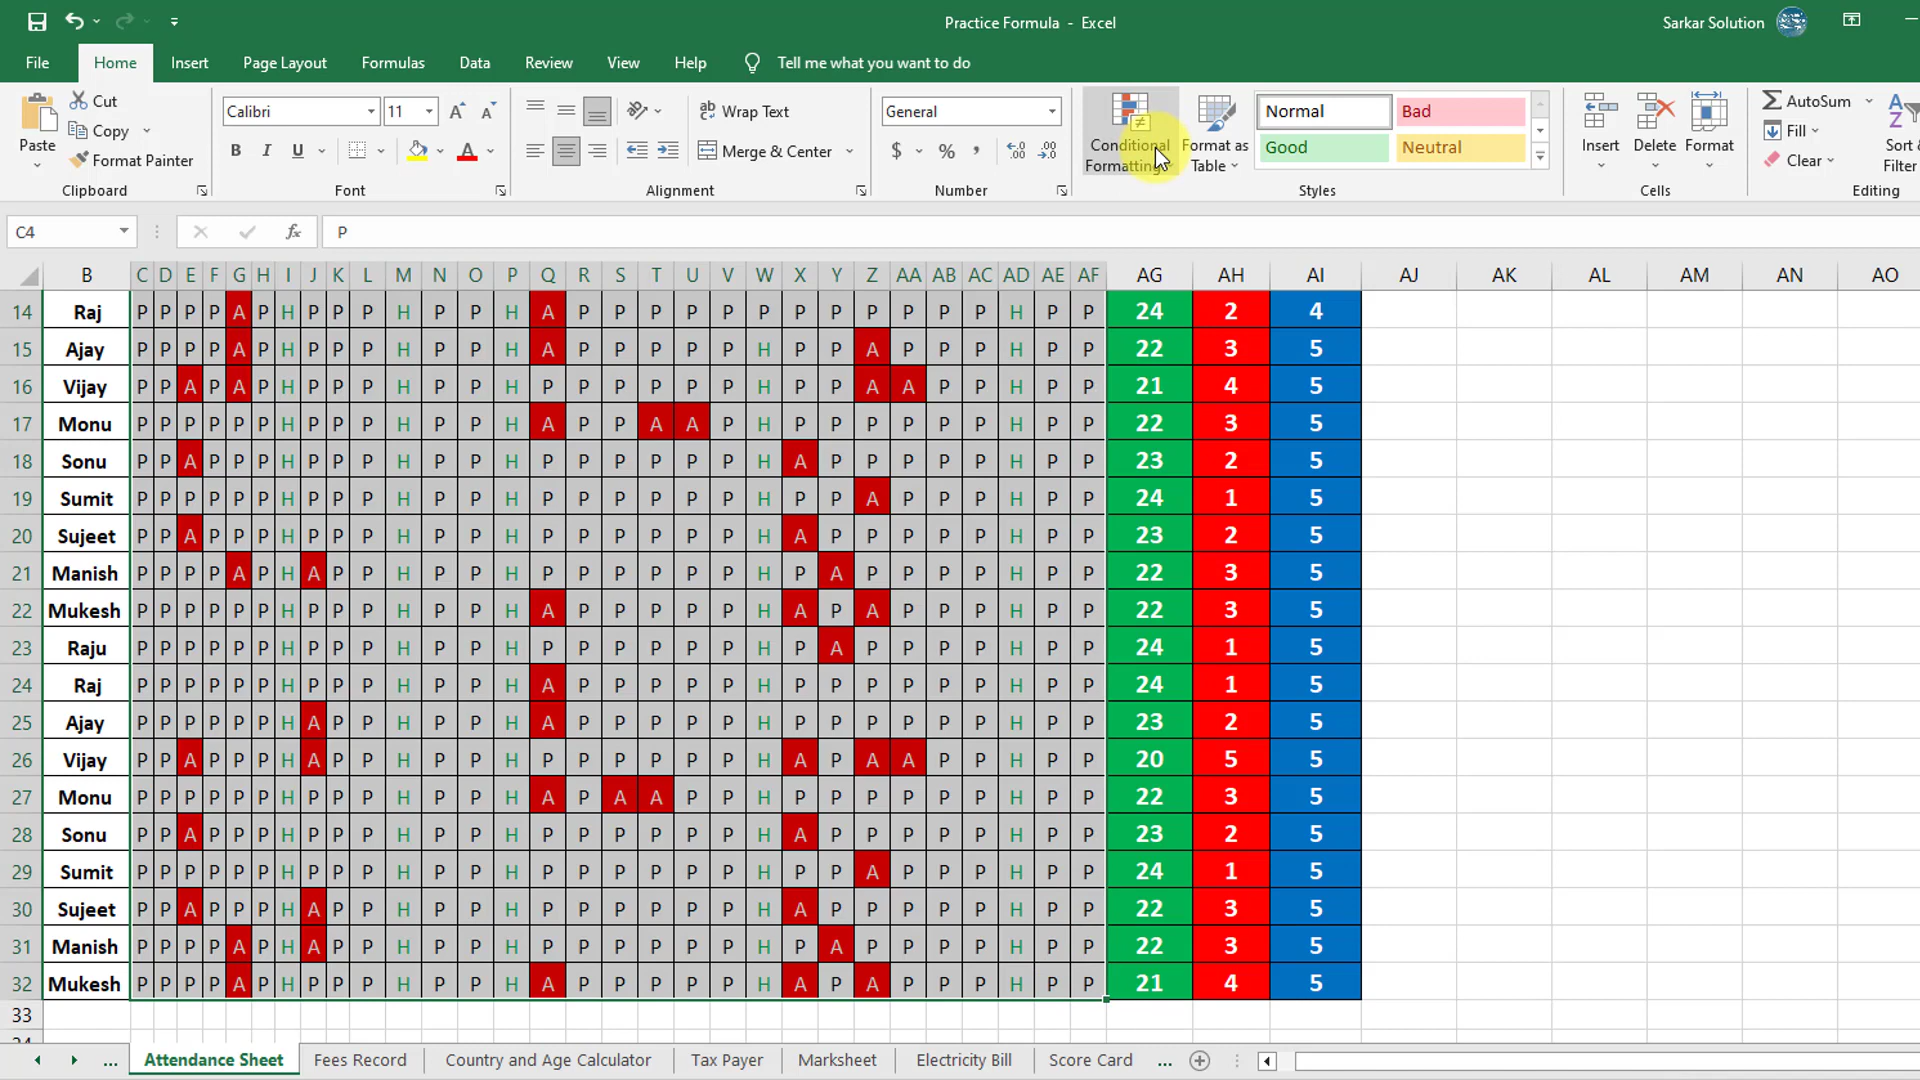 Practice Formula - Excel
Sarkar Solution
File Home Insert Page Layout Formulas Data Review View Help Tell me what you want to do
Paste
Cut
Copy
Format Painter
Clipboard
Calibri 11
B I U
Font
Wrap Text
Merge & Center
Alignment
General
$ % ,
Number
Conditional Formatting
Format as Table
Normal Bad
Good Neutral
Styles
Insert Delete Format
Cells
AutoSum
Fill
Clear
Sort & Filter
Editing
C4 fx P
B C D E F G H I J K L M N O P Q R S T U V W X Y Z AA AB AC AD AE AF AG AH AI AJ AK AL AM AN AO
14 Raj P P P P A P H P P P H P P H A P P P P P P P P P P P P H P P 24 2 4
15 Ajay P P P P A P H P P P H P P H A P P P P P H P P A P P P H P P 22 3 5
16 Vijay P P A P A P H P P P H P P H P P P P P P H P P A A P P H P P 21 4 5
17 Monu P P P P P P H P P P H P P H A P P A A P H P P P P P P H P P 22 3 5
18 Sonu P P A P P P H P P P H P P H P P P P P P H A P P P P P H P P 23 2 5
19 Sumit P P P P P P H P P P H P P H P P P P P P H P P A P P P H P P 24 1 5
20 Sujeet P P A P P P H P P P H P P H P P P P P P H A P P P P P H P P 23 2 5
21 Manish P P P P A P H A P P H P P H P P P P P P H P A P P P P H P P 22 3 5
22 Mukesh P P P P P P H P P P H P P H A P P P P P H A P A P P P H P P 22 3 5
23 Raju P P P P P P H P P P H P P H P P P P P P H P A P P P P H P P 24 1 5
24 Raj P P P P P P H P P P H P P H A P P P P P H P P P P P P H P P 24 1 5
25 Ajay P P P P P P H A P P H P P H A P P P P P H P P P P P P H P P 23 2 5
26 Vijay P P A P P P H A P P H P P H P P P P P P H A P A A P P H P P 20 5 5
27 Monu P P P P P P H P P P H P P H A P A A P P H P P P P P P H P P 22 3 5
28 Sonu P P A P P P H P P P H P P H P P P P P P H A P P P P P H P P 23 2 5
29 Sumit P P P P P P H P P P H P P H P P P P P P H P P A P P P H P P 24 1 5
30 Sujeet P P A P P P H A P P H P P H P P P P P P H A P P P P P H P P 22 3 5
31 Manish P P P P A P H A P P H P P H P P P P P P H P A P P P P H P P 22 3 5
32 Mukesh P P P P A P H P P P H P P H A P P P P P H A P A P P P H P P 21 4 5
33
... Attendance Sheet Fees Record Country and Age Calculator Tax Payer Marksheet Electricity Bill Score Card ...